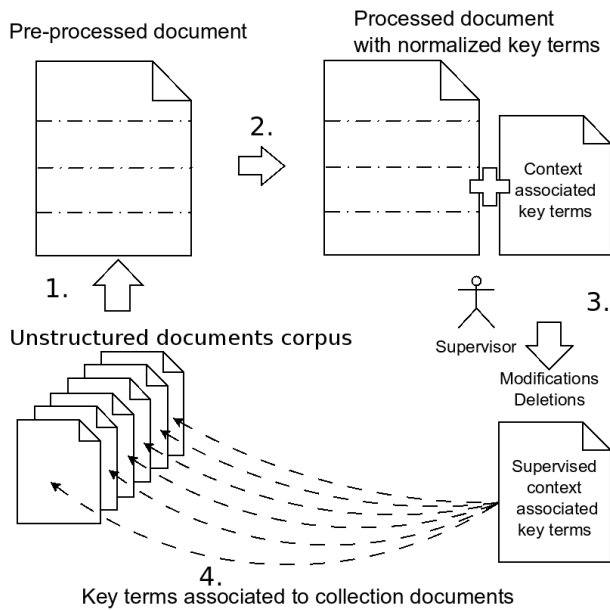 Pre-processed document
Processed document
with normalized key terms
2.
Context
associated
key terms
1.
3.
Supervisor
Unstructured documents corpus
Modifications
Deletions
Supervised
context
associated
key terms
4.
Key terms associated to collection documents